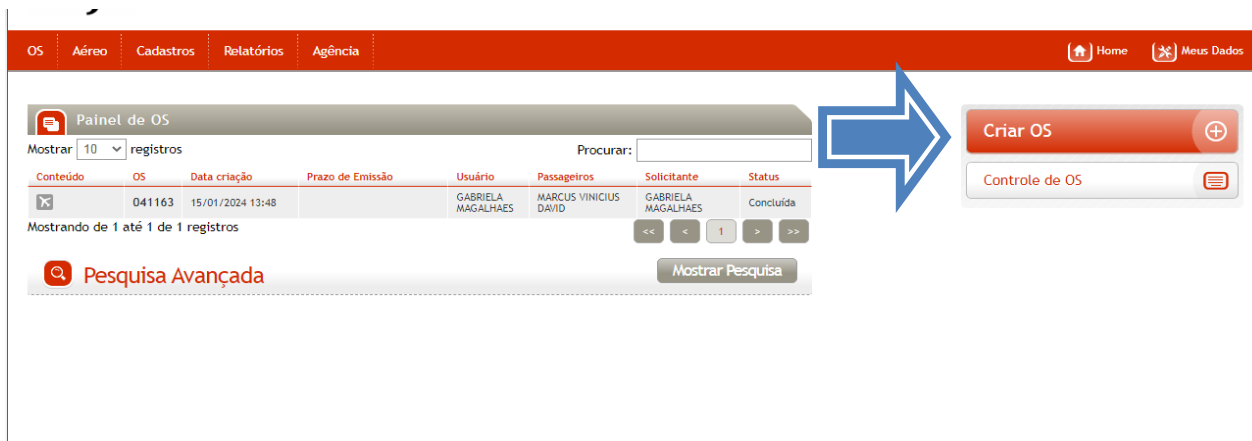 OS Aéreo Cadastros Relatórios Agência Home Meus Dados
Painel de OS
Criar OS
Mostrar 10 registros Procurar:
Controle de OS
Conteúdo OS Data criação Prazo de Emissão Usuário Passageiros Solicitante Status
041163 15/01/2024 13:48 GABRIELA MAGALHAES MARCUS VINICIUS DAVID GABRIELA MAGALHAES Concluída
Mostrando de 1 até 1 de 1 registros << < 1 > >>
Pesquisa Avançada Mostrar Pesquisa